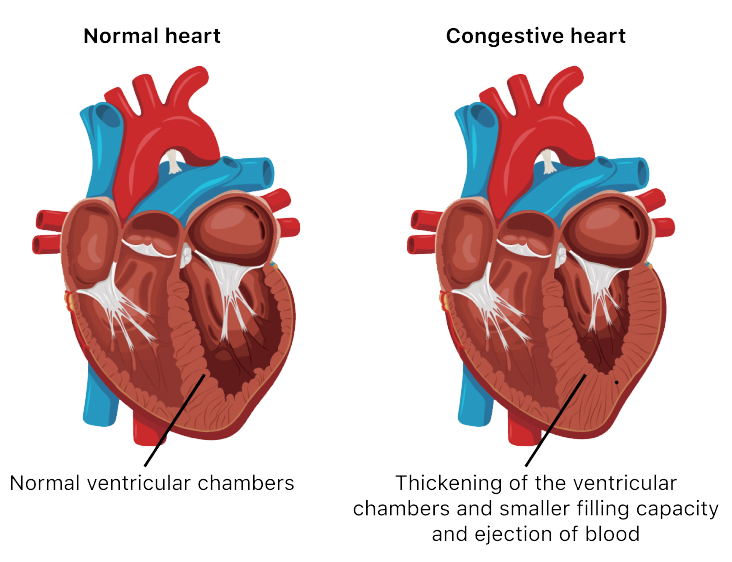 Normal heart
Congestive heart
Normal ventricular chambers
Thickening of the ventricular
chambers and smaller filling capacity
and ejection of blood